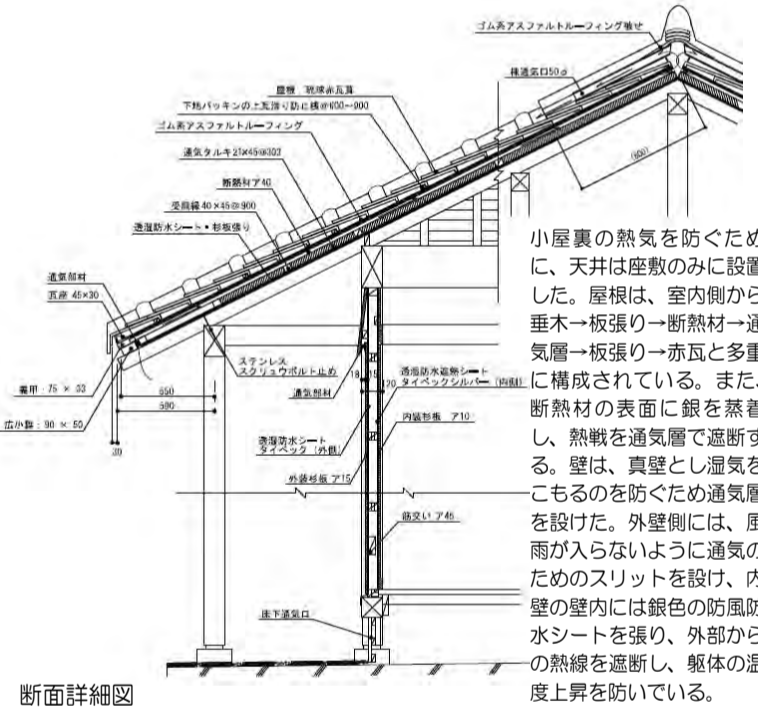 ゴム系アスファルトルーフィング被せ
棟通気口50φ
屋根 琉球赤瓦葺
下地パッキンの上瓦滑り防止桟@600~900
ゴム系アスファルトルーフィング
通気タルキ21×45@303
断熱材ア40
受垂縁40×45@900
透湿防水シート・杉板張り
(600)
通気部材
瓦座 45×30
ステンレス
スクリュウボルト止め
通気部材
18
15
20
透湿防水遮熱シート
タイベックシルバー(内側)
内装杉板 ア10
650
590
30
広小舞:90 × 50
透湿防水シート
タイベック(外側)
外装杉板 ア15
筋交い ア45
床下通気口
断面詳細図
小屋裏の熱気を防ぐため
に、天井は座敷のみに設置
した。屋根は、室内側から
垂木→板張り→断熱材→通
気層→板張り→赤瓦と多重
に構成されている。また、
断熱材の表面に銀を蒸着
し、熱戦を通気層で遮断す
る。壁は、真壁とし湿気を
こもるのを防ぐため通気層
を設けた。外壁側には、風
雨が入らないように通気の
ためのスリットを設け、内
壁の壁内には銀色の防風防
水シートを張り、外部から
の熱線を遮断し、躯体の温
度上昇を防いでいる。